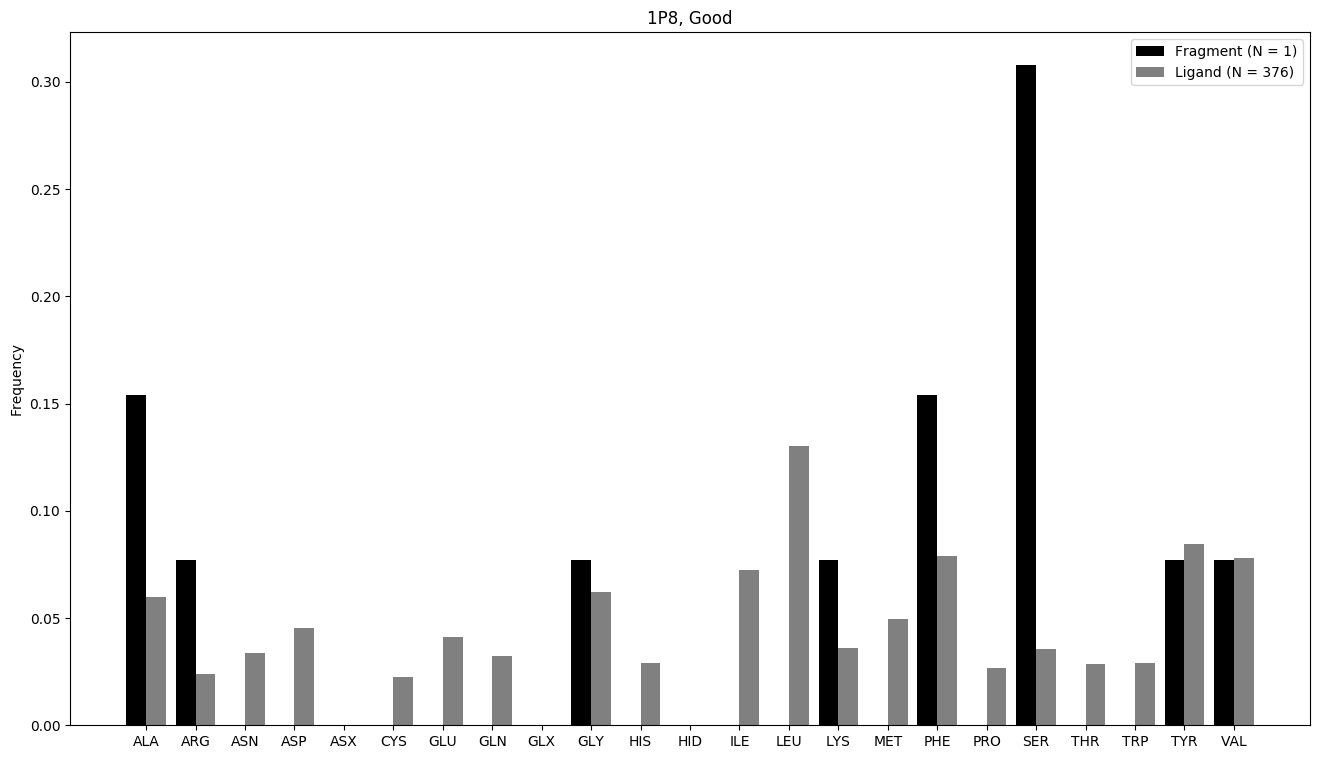 1P8, Good
Fragment (N = 1)
Ligand (N = 376)
Frequency
0.30
0.25
0.20
0.15
0.10
0.05
0.00
ALA ARG ASN ASP ASX CYS GLU GLN GLX GLY HIS HID ILE LEU LYS MET PHE PRO SER THR TRP TYR VAL